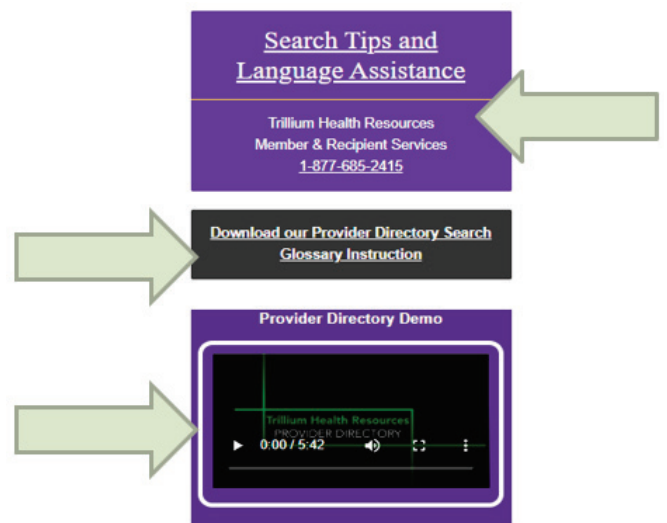 Search Tips and
Language Assistance
Trillium Health Resources
Member & Recipient Services
1-877-685-2415
Download our Provider Directory Search
Glossary Instruction
Provider Directory Demo
Trillium Health Resources
PROVIDER DIRECTORY
0:00 / 5:42